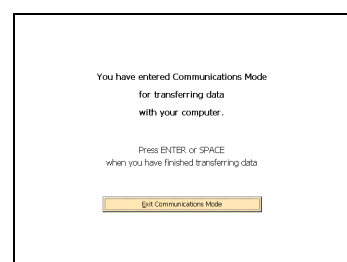 You have entered Communications Mode
for transferring data
with your computer.
Press ENTER or SPACE
when you have finished transferring data
Exit Communications Mode